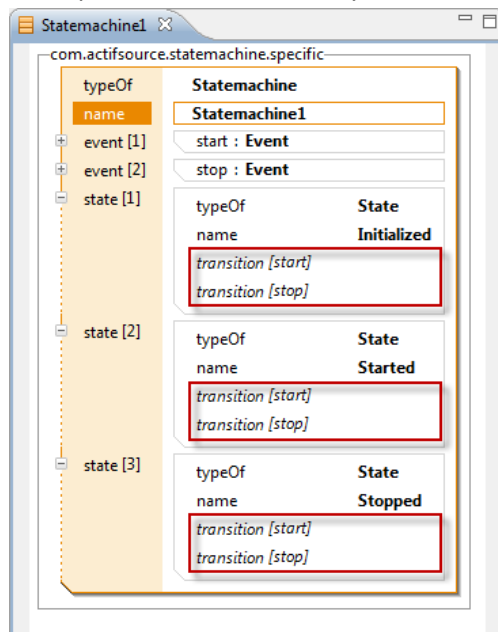 Statemachine1
com.actifsource.statemachine.specific
typeOf Statemachine
name Statemachine1
event [1] start : Event
event [2] stop : Event
state [1]
typeOf State
name Initialized
transition [start]
transition [stop]
state [2]
typeOf State
name Started
transition [start]
transition [stop]
state [3]
typeOf State
name Stopped
transition [start]
transition [stop]